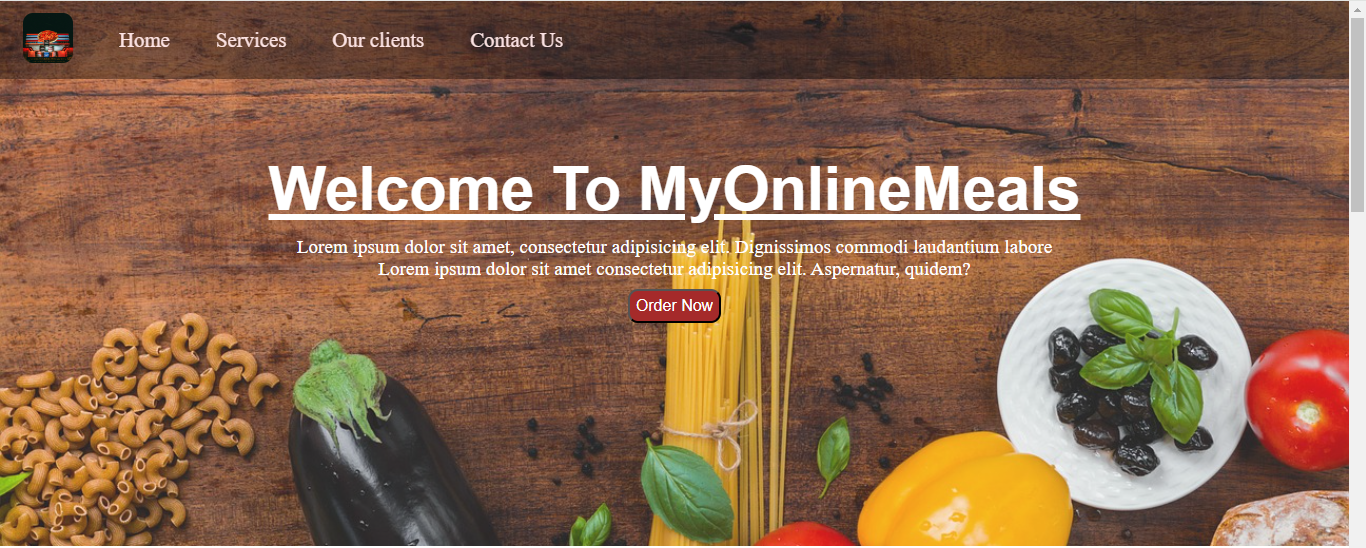 Home Services Our clients Contact Us
Welcome To MyOnlineMeals
Lorem ipsum dolor sit amet, consectetur adipisicing elit. Dignissimos commodi laudantium labore
Lorem ipsum dolor sit amet consectetur adipisicing elit. Aspernatur, quidem?
Order Now